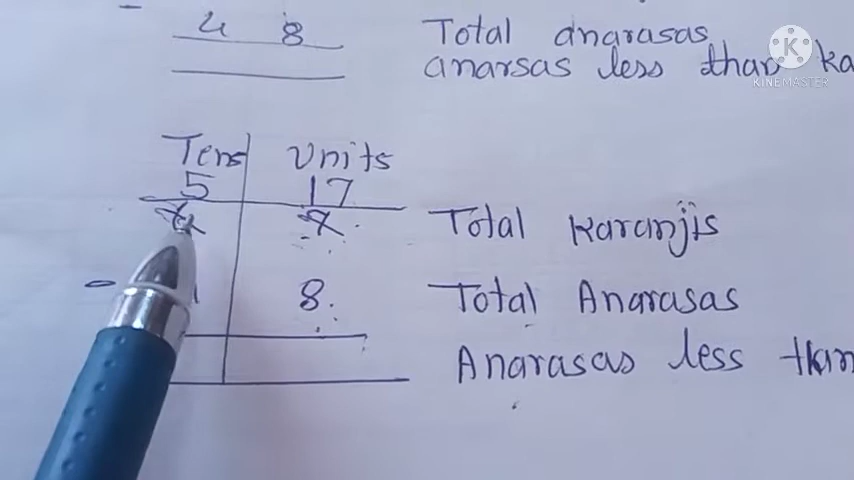 - 4 8 Total anarasas
anarsas less than ka
KINEMASTER
Tens Units
5 17
7 Total Karanjis
- 8. Total Anarasas
Anarasas less than